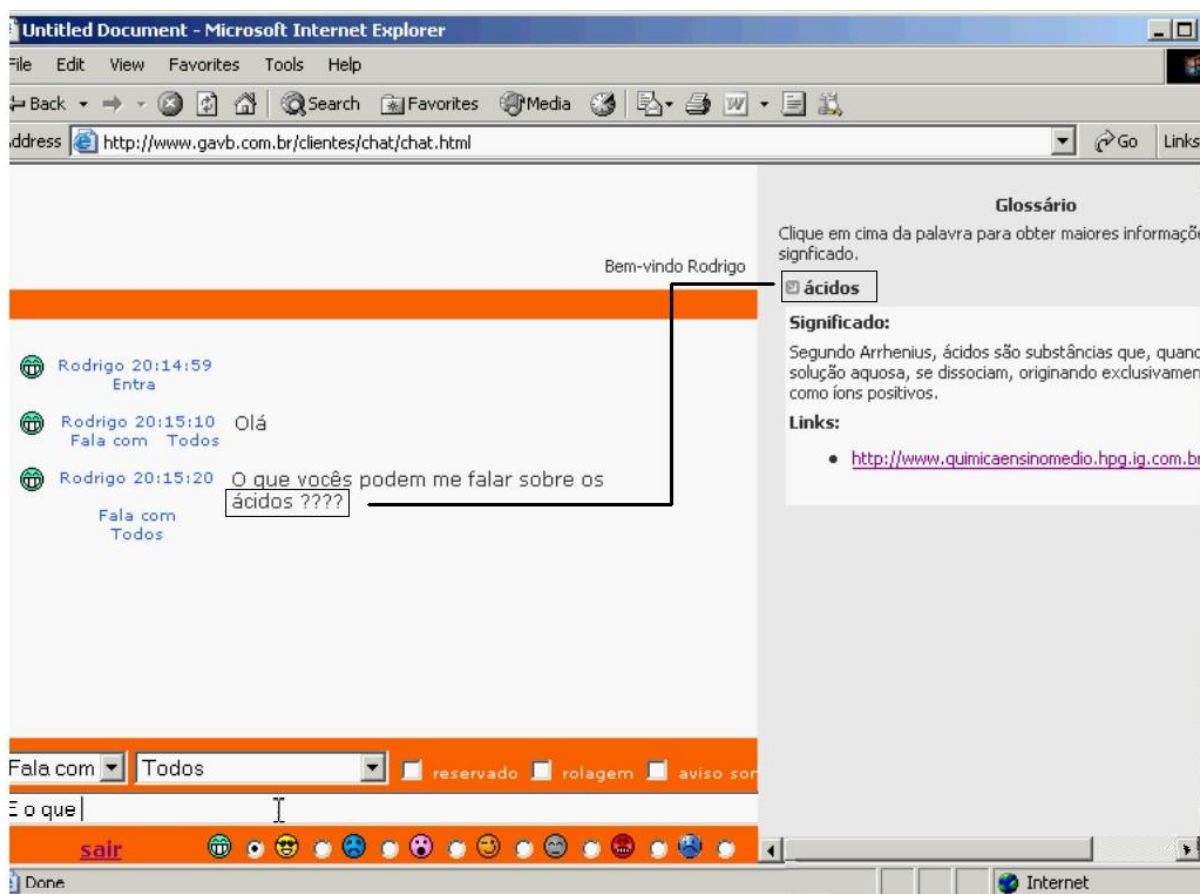 Untitled Document - Microsoft Internet Explorer
File Edit View Favorites Tools Help
Back Search Favorites Media
Address http://www.gavb.com.br/clientes/chat/chat.html Go Links
Bem-vindo Rodrigo
Rodrigo 20:14:59
Entra
Rodrigo 20:15:10 Olá
Fala com Todos
Rodrigo 20:15:20 O que vocês podem me falar sobre os
ácidos ????
Fala com
Todos
Glossário
Clique em cima da palavra para obter maiores informaçõe
signficado.
ácidos
Significado:
Segundo Arrhenius, ácidos são substâncias que, quand
solução aquosa, se dissociam, originando exclusivamen
como íons positivos.
Links:
http://www.quimicaensinomedio.hpg.ig.com.br
Fala com Todos reservado rolagem aviso sor
E o que
sair
Done Internet